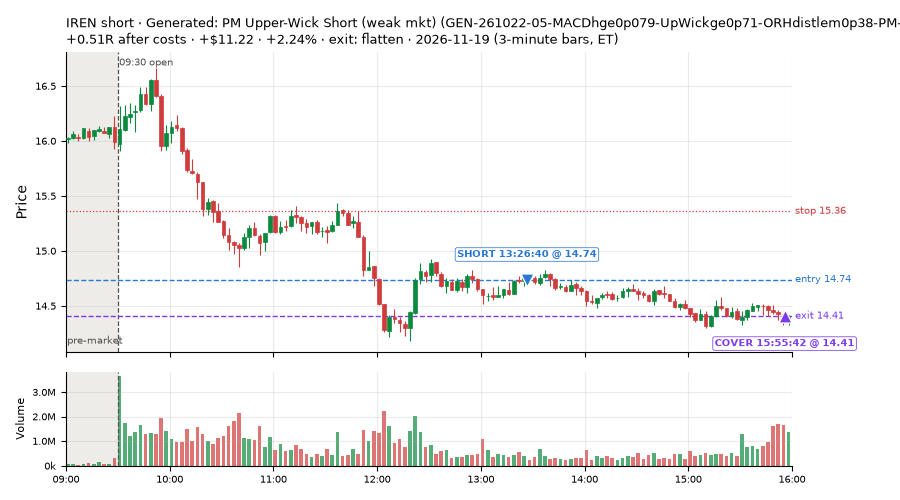 IREN short · Generated: PM Upper-Wick Short (weak mkt) (GEN-261022-05-MACDhge0p079-UpWickge0p71-ORHdistlem0p38-PM-
+0.51R after costs · +$11.22 · +2.24% · exit: flatten · 2026-11-19 (3-minute bars, ET)
09:30 open
16.5
16.0
15.5
15.0
14.5
Price
stop 15.36
SHORT 13:26:40 @ 14.74
entry 14.74
exit 14.41
pre-market
COVER 15:55:42 @ 14.41
3.0M
2.0M
1.0M
0k
Volume
09:00 10:00 11:00 12:00 13:00 14:00 15:00 16:00